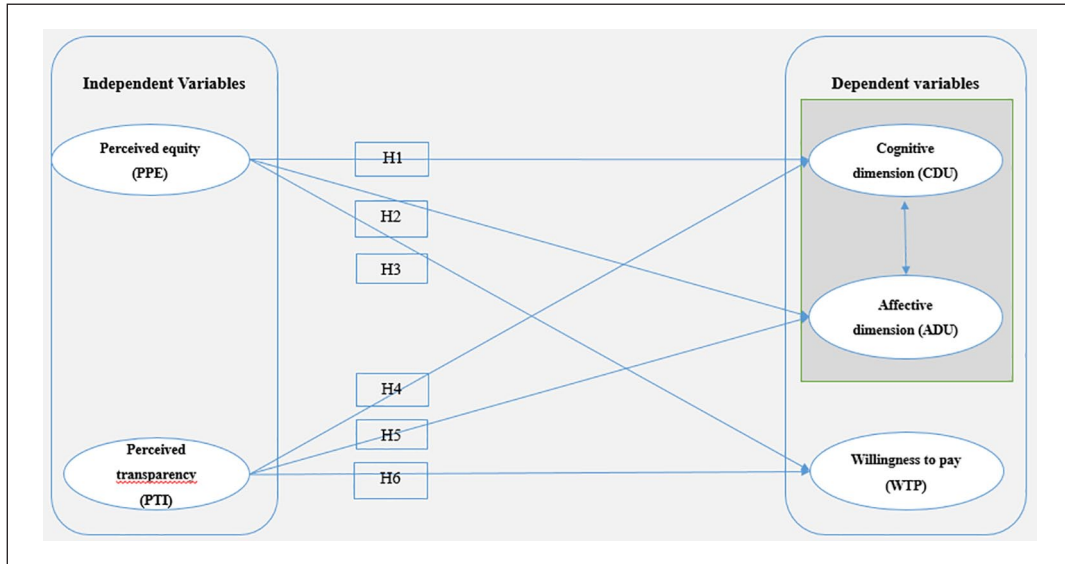 Independent Variables
Perceived equity
(PPE)
Perceived
transparency
(PTI)
H1
H2
H3
H4
H5
H6
Dependent variables
Cognitive
dimension (CDU)
Affective
dimension (ADU)
Willingness to pay
(WTP)